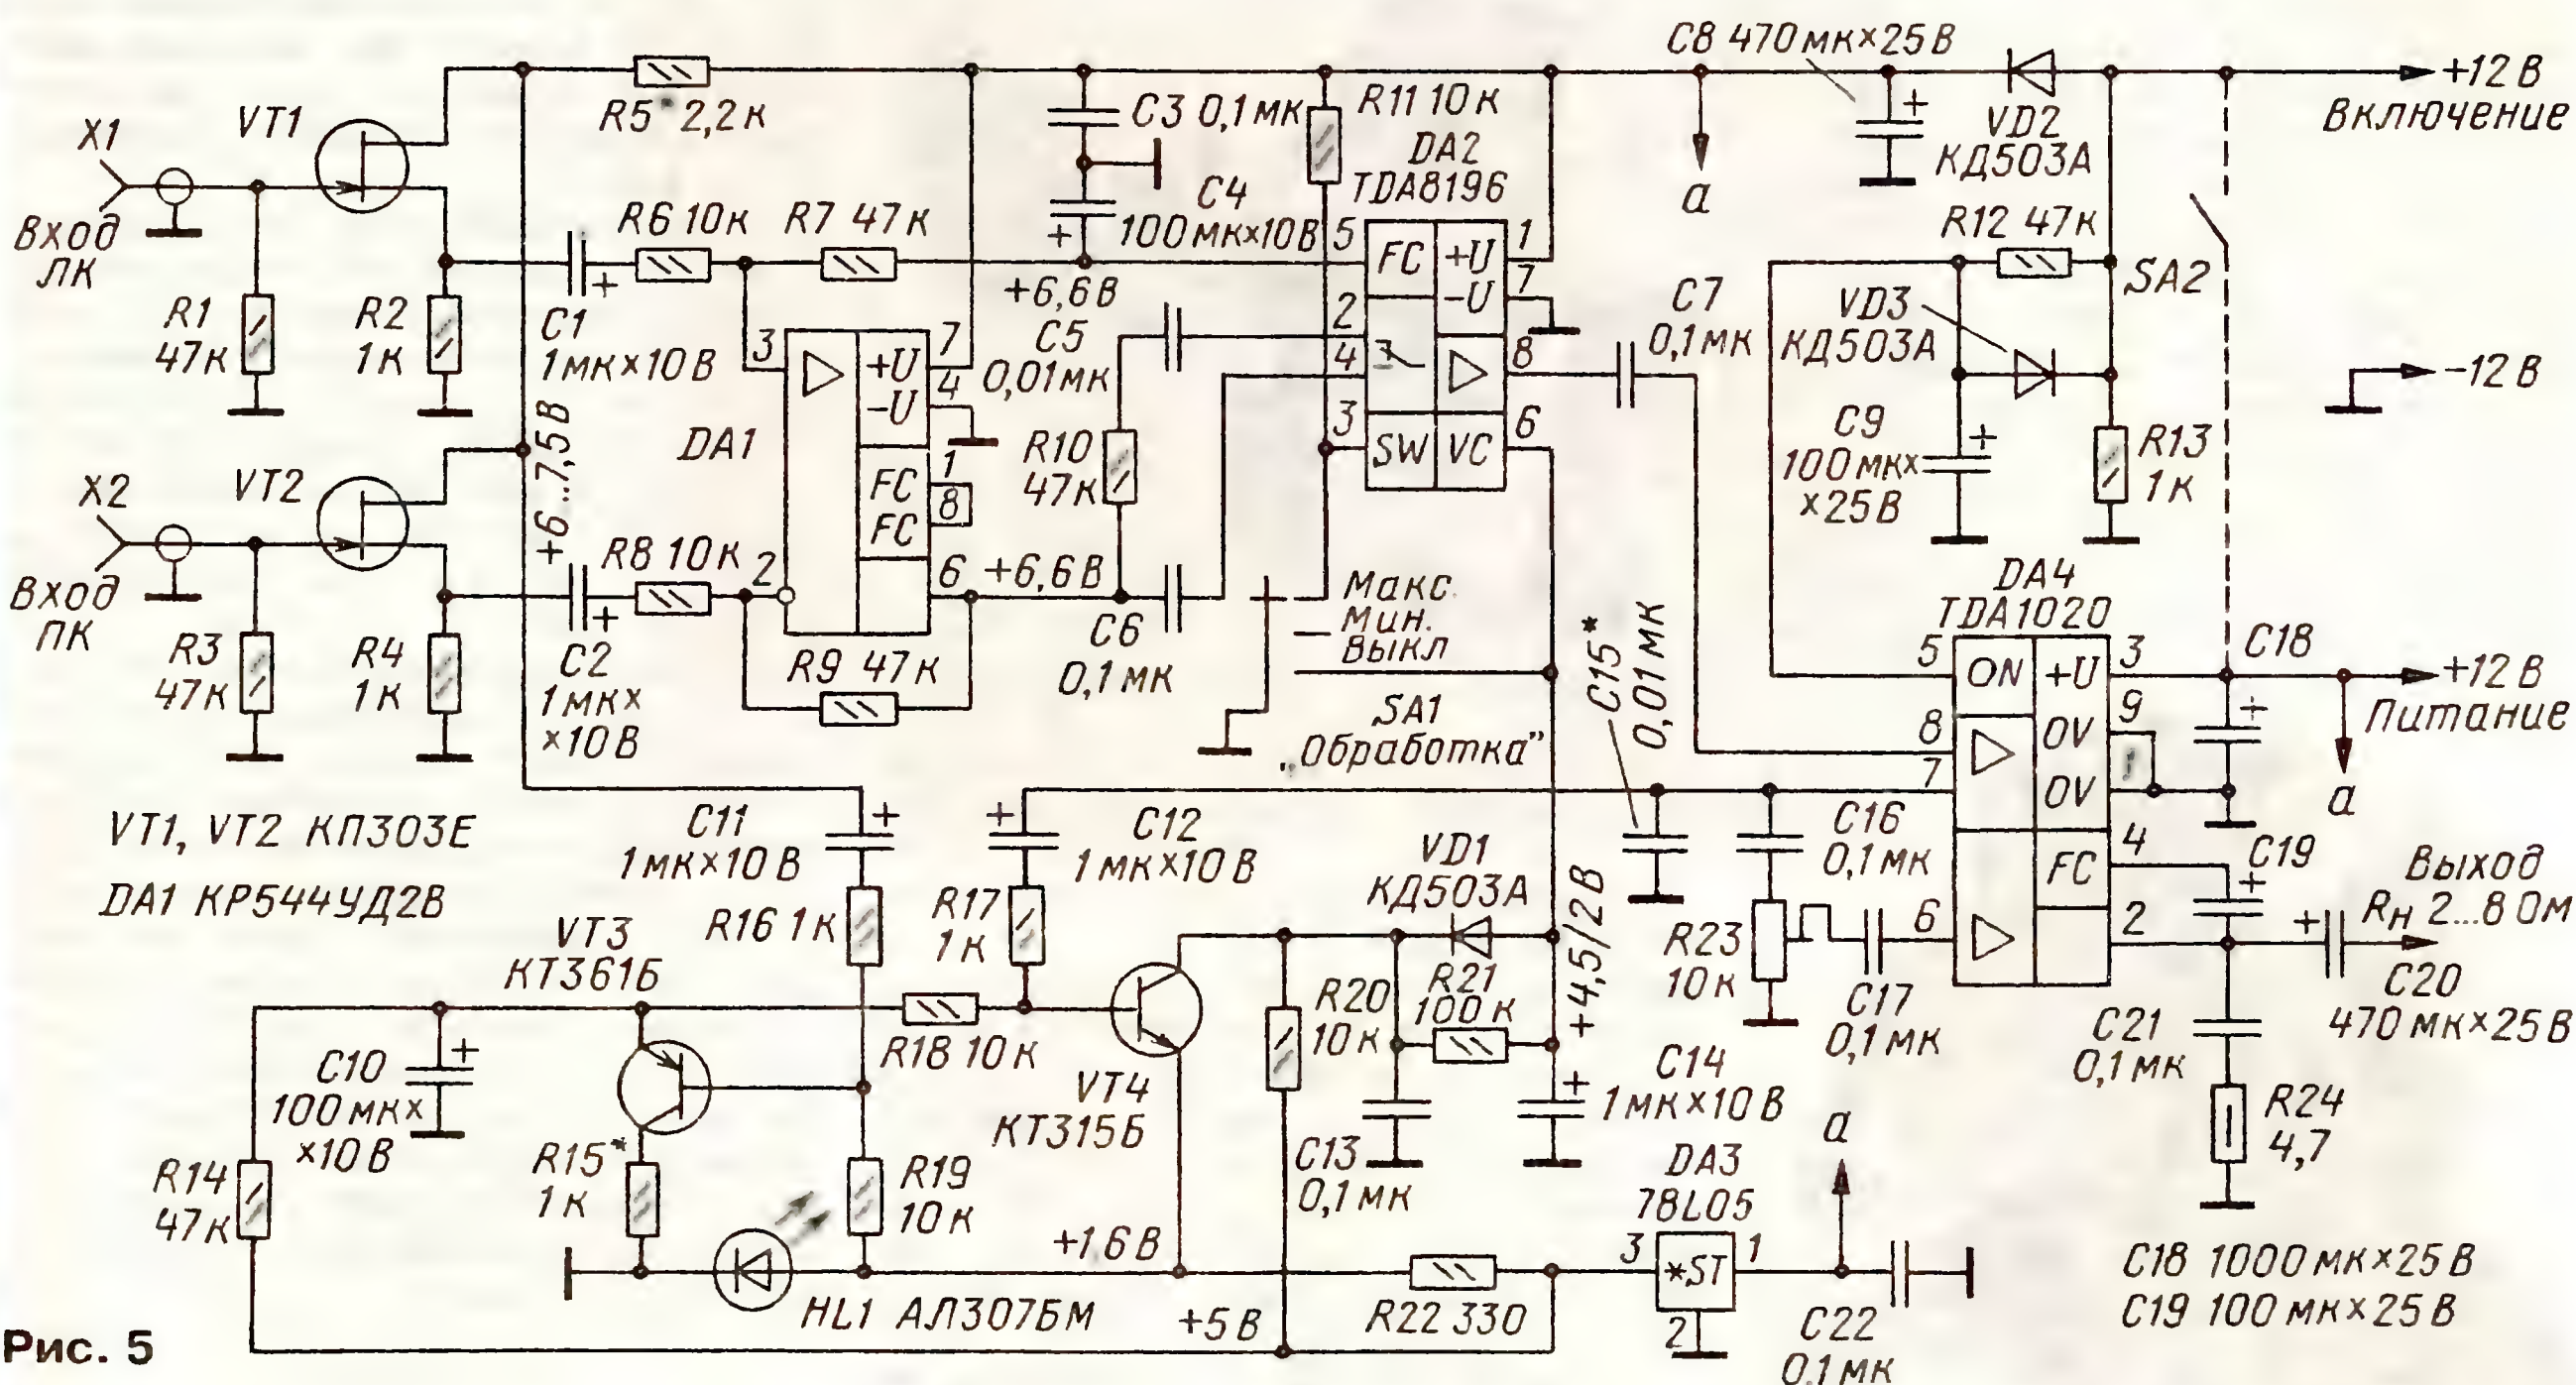 C8 470 мк×25 В
+12 В
Включение
VD2
КД503А
R5* 2,2 к
C3 0,1 мк
R11 10 к
DA2
TDA8196
X1
VT1
Вход
ЛК
R1
47 к
R2
1 к
C1
1 мк×10 В
R6 10 к
R7 47 к
C4
100 мк×10 В
+6,6 В
5
FC
+U
1
-U
7
2
4
3
SW
VC
8
6
а
R12 47 к
SA2
VD3
КД503А
C7
0,1 мк
C9
100 мк×
×25 В
R13
1 к
-12 В
C5
0,01 мк
R10
47 к
3
DA1
+U
7
-U
4
FC
1
FC
8
2
6
+6,6 В
+6...7,5 В
X2
VT2
Вход
ПК
R3
47 к
R4
1 к
C2
1 мк×
×10 В
R8 10 к
R9 47 к
C6
0,1 мк
Макс.
Мин.
Выкл
SA1
„Обработка”
C15*
0,01 мк
DA4
TDA1020
5
ON
+U
3
C18
+12 В
Питание
а
8
7
0V
9
0V
FC
4
6
2
C19
Выход
Rн 2...8 Ом
C20
470 мк×25 В
VT1, VT2 КП303Е
DA1 КР544УД2В
C11
1 мк×10 В
C12
1 мк×10 В
R16 1 к
R17
1 к
VD1
КД503А
C16
0,1 мк
R23
10 к
C17
0,1 мк
C21
0,1 мк
R24
4,7
VT3
КТ361Б
R18 10 к
VT4
КТ315Б
R20
10 к
R21
100 к
+4,5/2 В
C14
1 мк×10 В
C13
0,1 мк
C10
100 мк×
×10 В
R14
47 к
R15*
1 к
R19
10 к
HL1 АЛ307БМ
+1,6 В
+5 В
R22 330
DA3
78L05
3
*ST
1
2
а
C22
0,1 мк
C18 1000 мк×25 В
C19 100 мк×25 В
Рис. 5